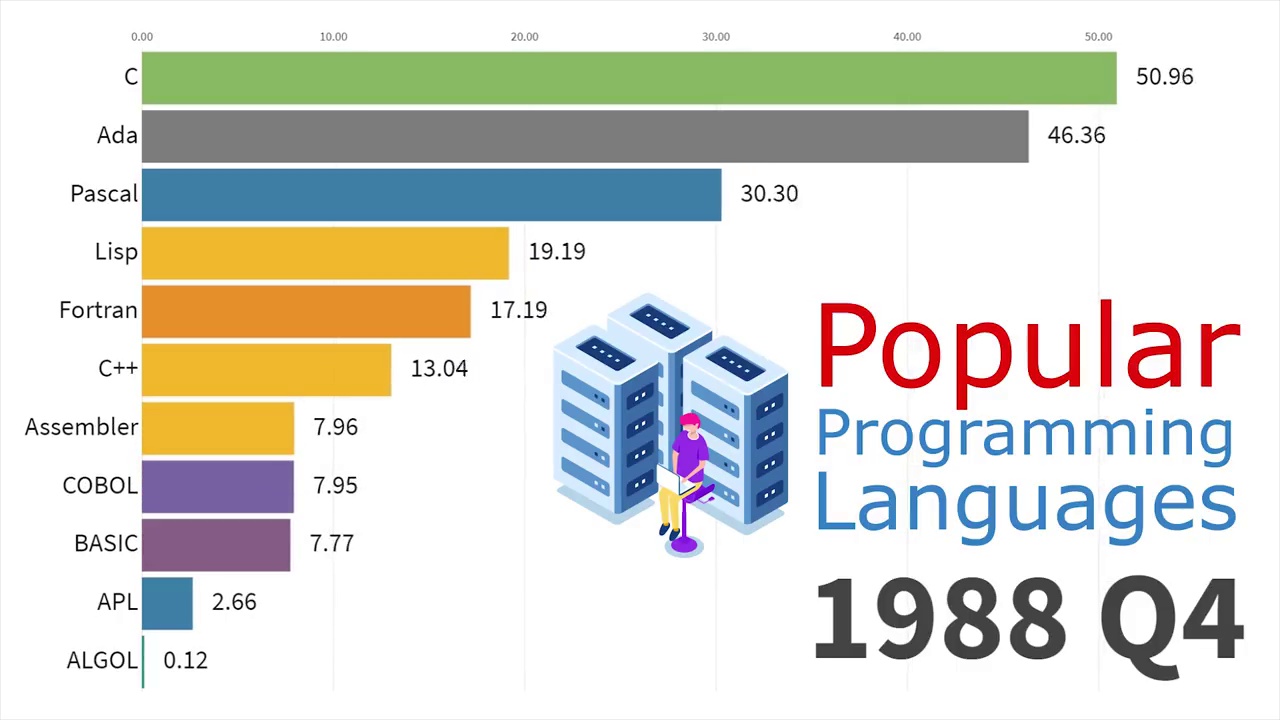 0.00 10.00 20.00 30.00 40.00 50.00
C 50.96
Ada 46.36
Pascal 30.30
Lisp 19.19
Fortran 17.19
C++ 13.04
Assembler 7.96
COBOL 7.95
BASIC 7.77
APL 2.66
ALGOL 0.12
Popular
Programming
Languages
1988 Q4